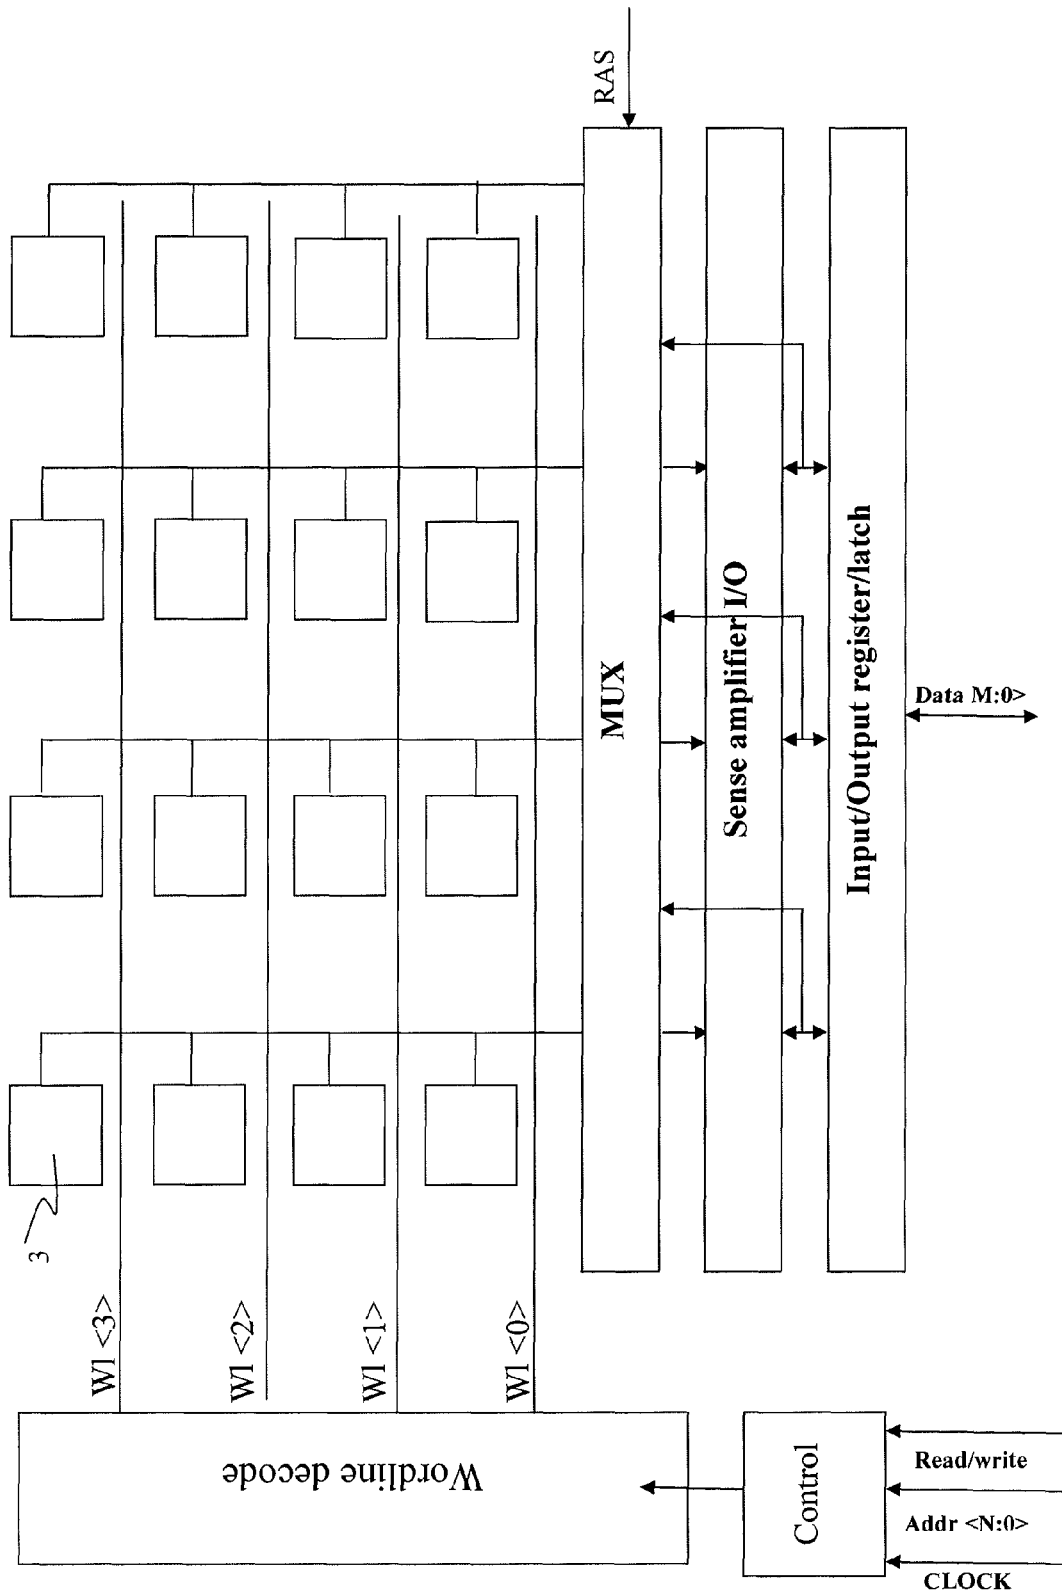 RAS
MUX
Sense amplifier I/O
Input/Output register/latch
Data M:0>
3
Wl <3>
Wl <2>
Wl <1>
Wl <0>
Wordline decode
Control
Read/write
Addr <N:0>
CLOCK